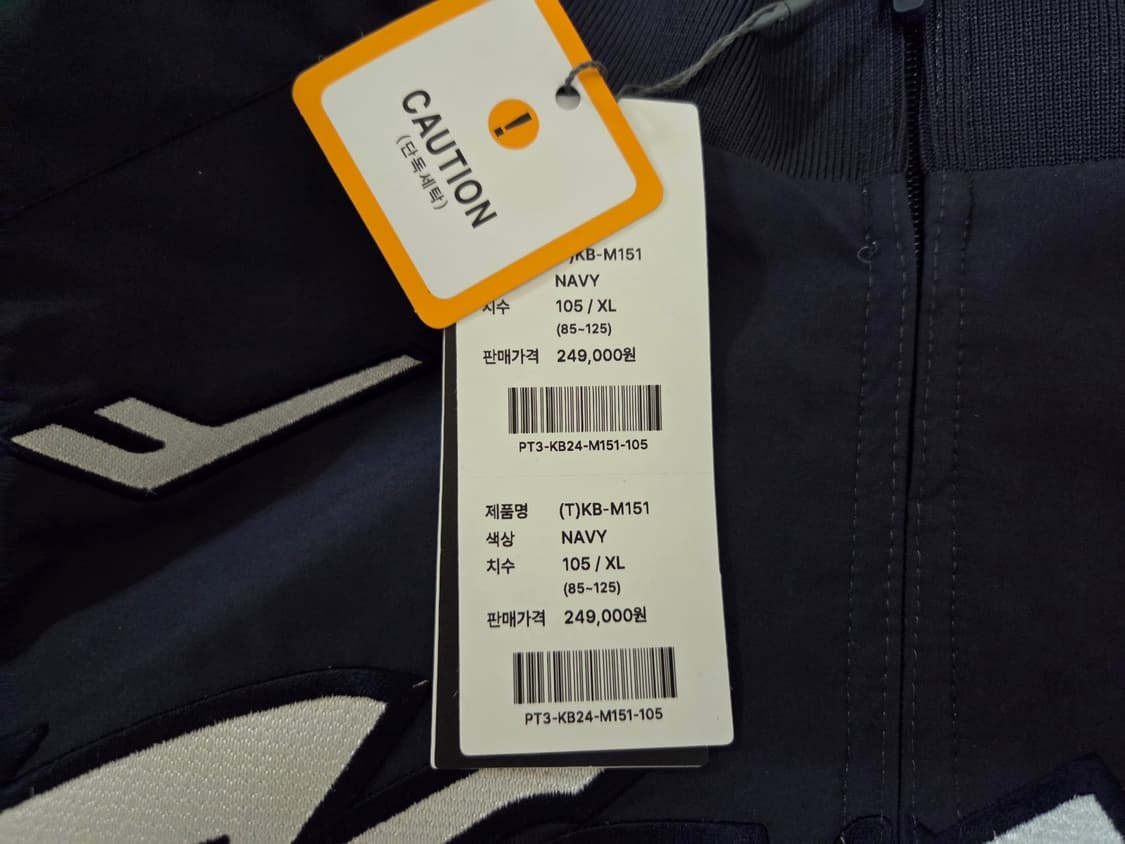 !
CAUTION
(단독세탁)
)KB-M151
NAVY
치수 105 / XL
(85~125)
판매가격 249,000원
PT3-KB24-M151-105
제품명 (T)KB-M151
색상 NAVY
치수 105 / XL
(85~125)
판매가격 249,000원
PT3-KB24-M151-105